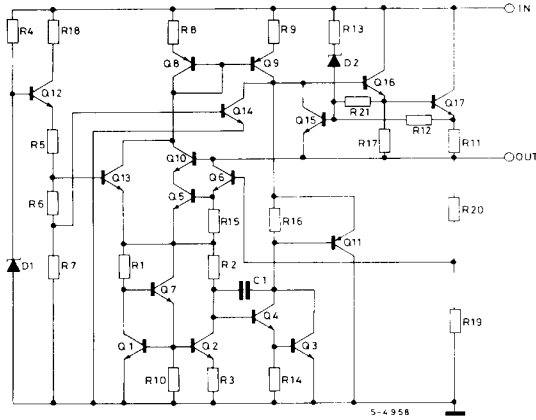 IN
R4 R18 R8 R9 R13
Q8 Q9 D2
Q12 Q16 Q17
Q14 R21
R5 Q15 R12
R17 R11
Q10 OUT
Q13 Q6
Q5
R6 R15 R16 R20
Q11
D1 R7 R1 R2
Q7 C1
Q4 R19
Q1 Q2 Q3
R10 R3 R14
S-4958